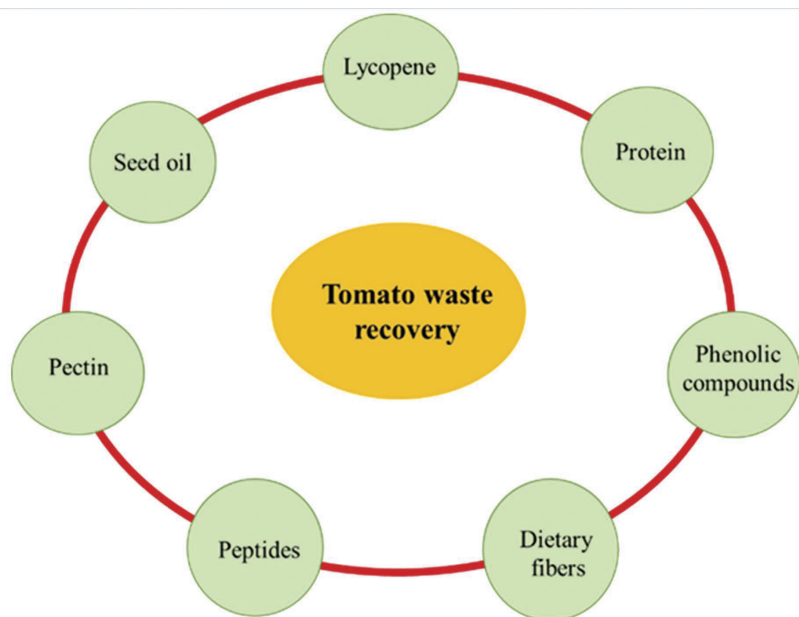 Lycopene
Protein
Phenolic
compounds
Dietary
fibers
Peptides
Pectin
Seed oil
Tomato waste
recovery